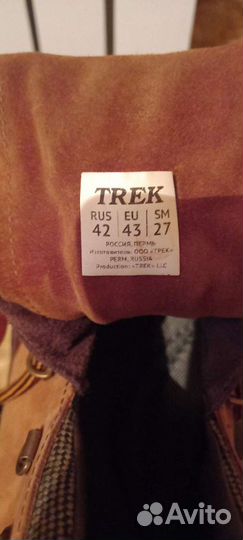 TREK
RUS EU SM
42 43 27
РОССИЯ, ПЕРМЬ
Изготовитель: ООО «ТРЕК»
PERM, RUSSIA
Production: «TREK» LLC
Avito